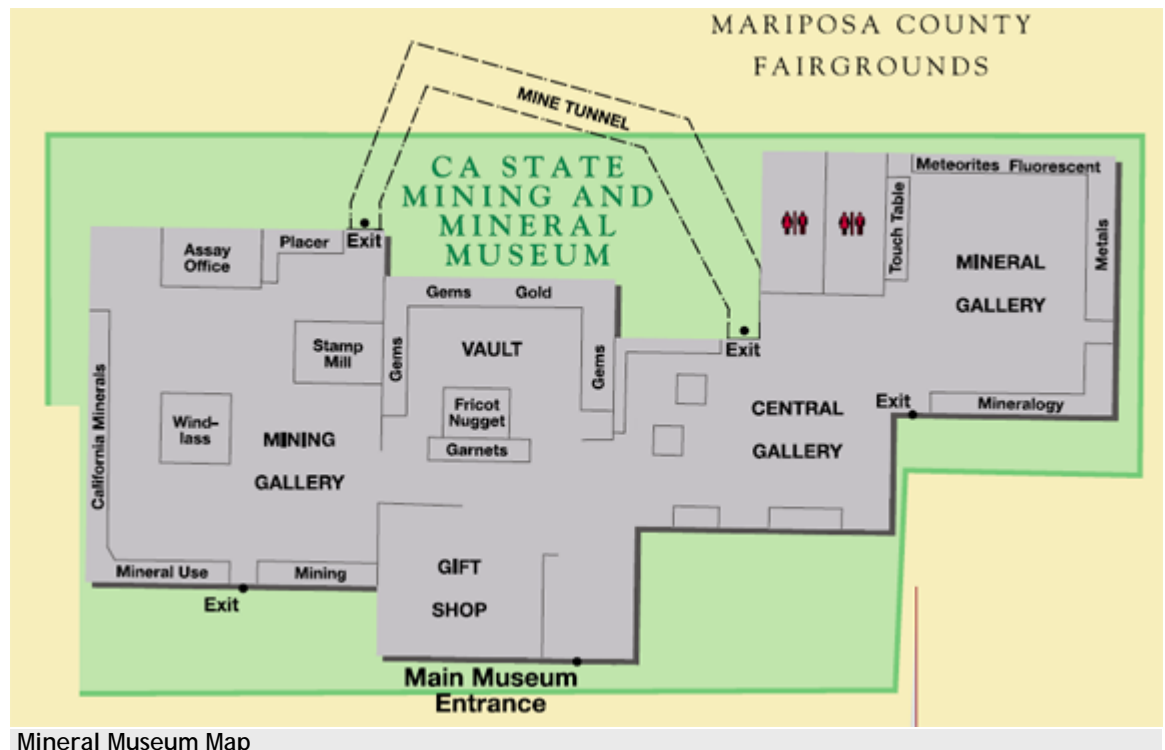 MARIPOSA COUNTY
FAIRGROUNDS
MINE TUNNEL
CA STATE
MINING AND
MINERAL
MUSEUM
Meteorites Fluorescent
Touch Table
Metals
MINERAL
GALLERY
Assay
Office
Placer
Exit
Gems Gold
Stamp
Mill
Gems
VAULT
Gems
Exit
California Minerals
Wind-
lass
MINING
GALLERY
Fricot
Nugget
Garnets
CENTRAL
GALLERY
Exit
Mineralogy
Mineral Use
Mining
Exit
GIFT
SHOP
Main Museum
Entrance
Mineral Museum Map